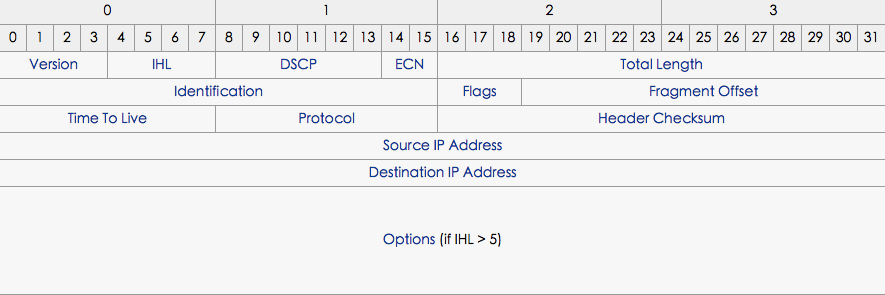 0 1 2 3
0 1 2 3 4 5 6 7 8 9 10 11 12 13 14 15 16 17 18 19 20 21 22 23 24 25 26 27 28 29 30 31
Version IHL DSCP ECN Total Length
Identification Flags Fragment Offset
Time To Live Protocol Header Checksum
Source IP Address
Destination IP Address
Options (if IHL > 5)